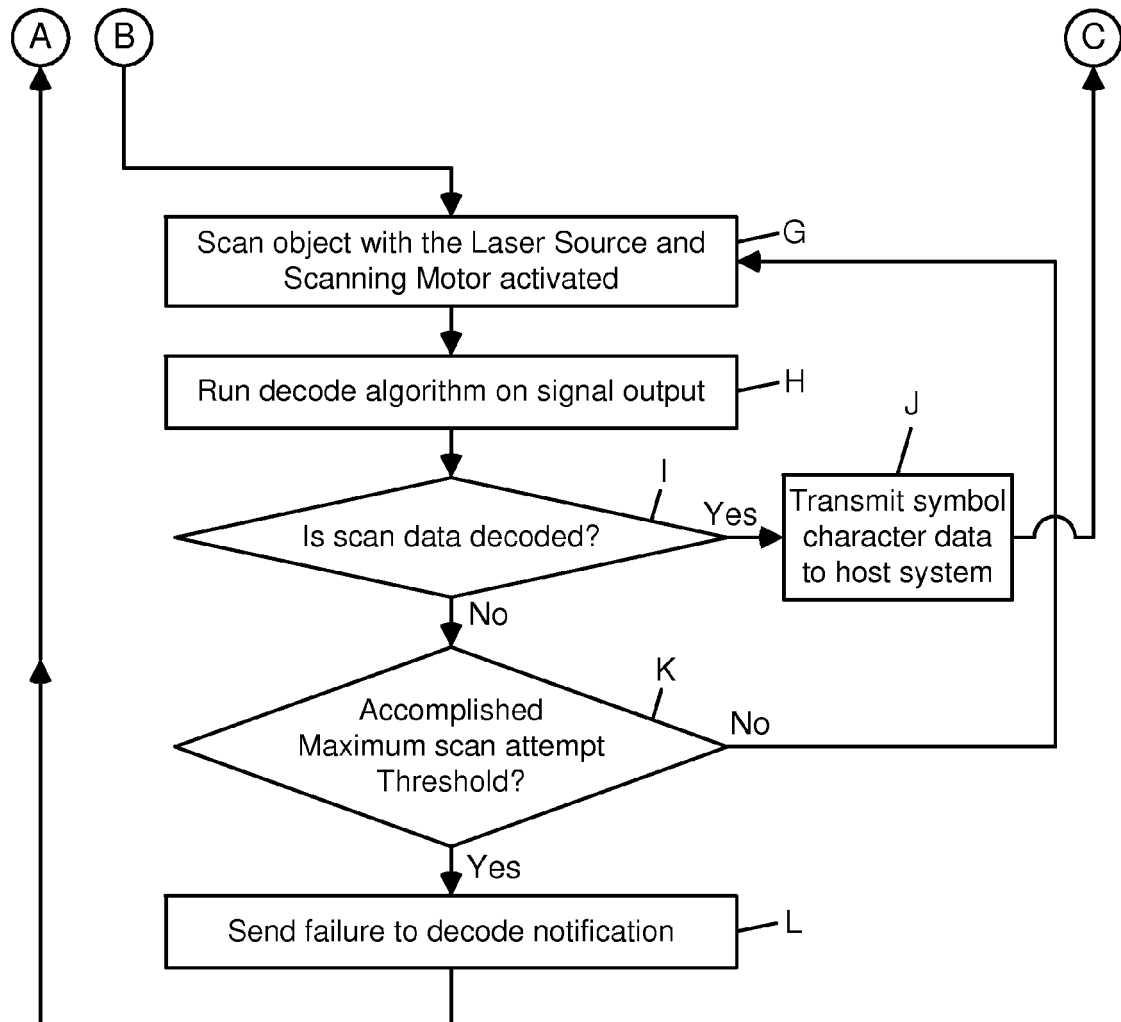 A
B
C
Scan object with the Laser Source and
Scanning Motor activated
G
Run decode algorithm on signal output
H
J
I
Is scan data decoded?
Yes
Transmit symbol
character data
to host system
No
K
Accomplished
Maximum scan attempt
Threshold?
No
Yes
Send failure to decode notification
L